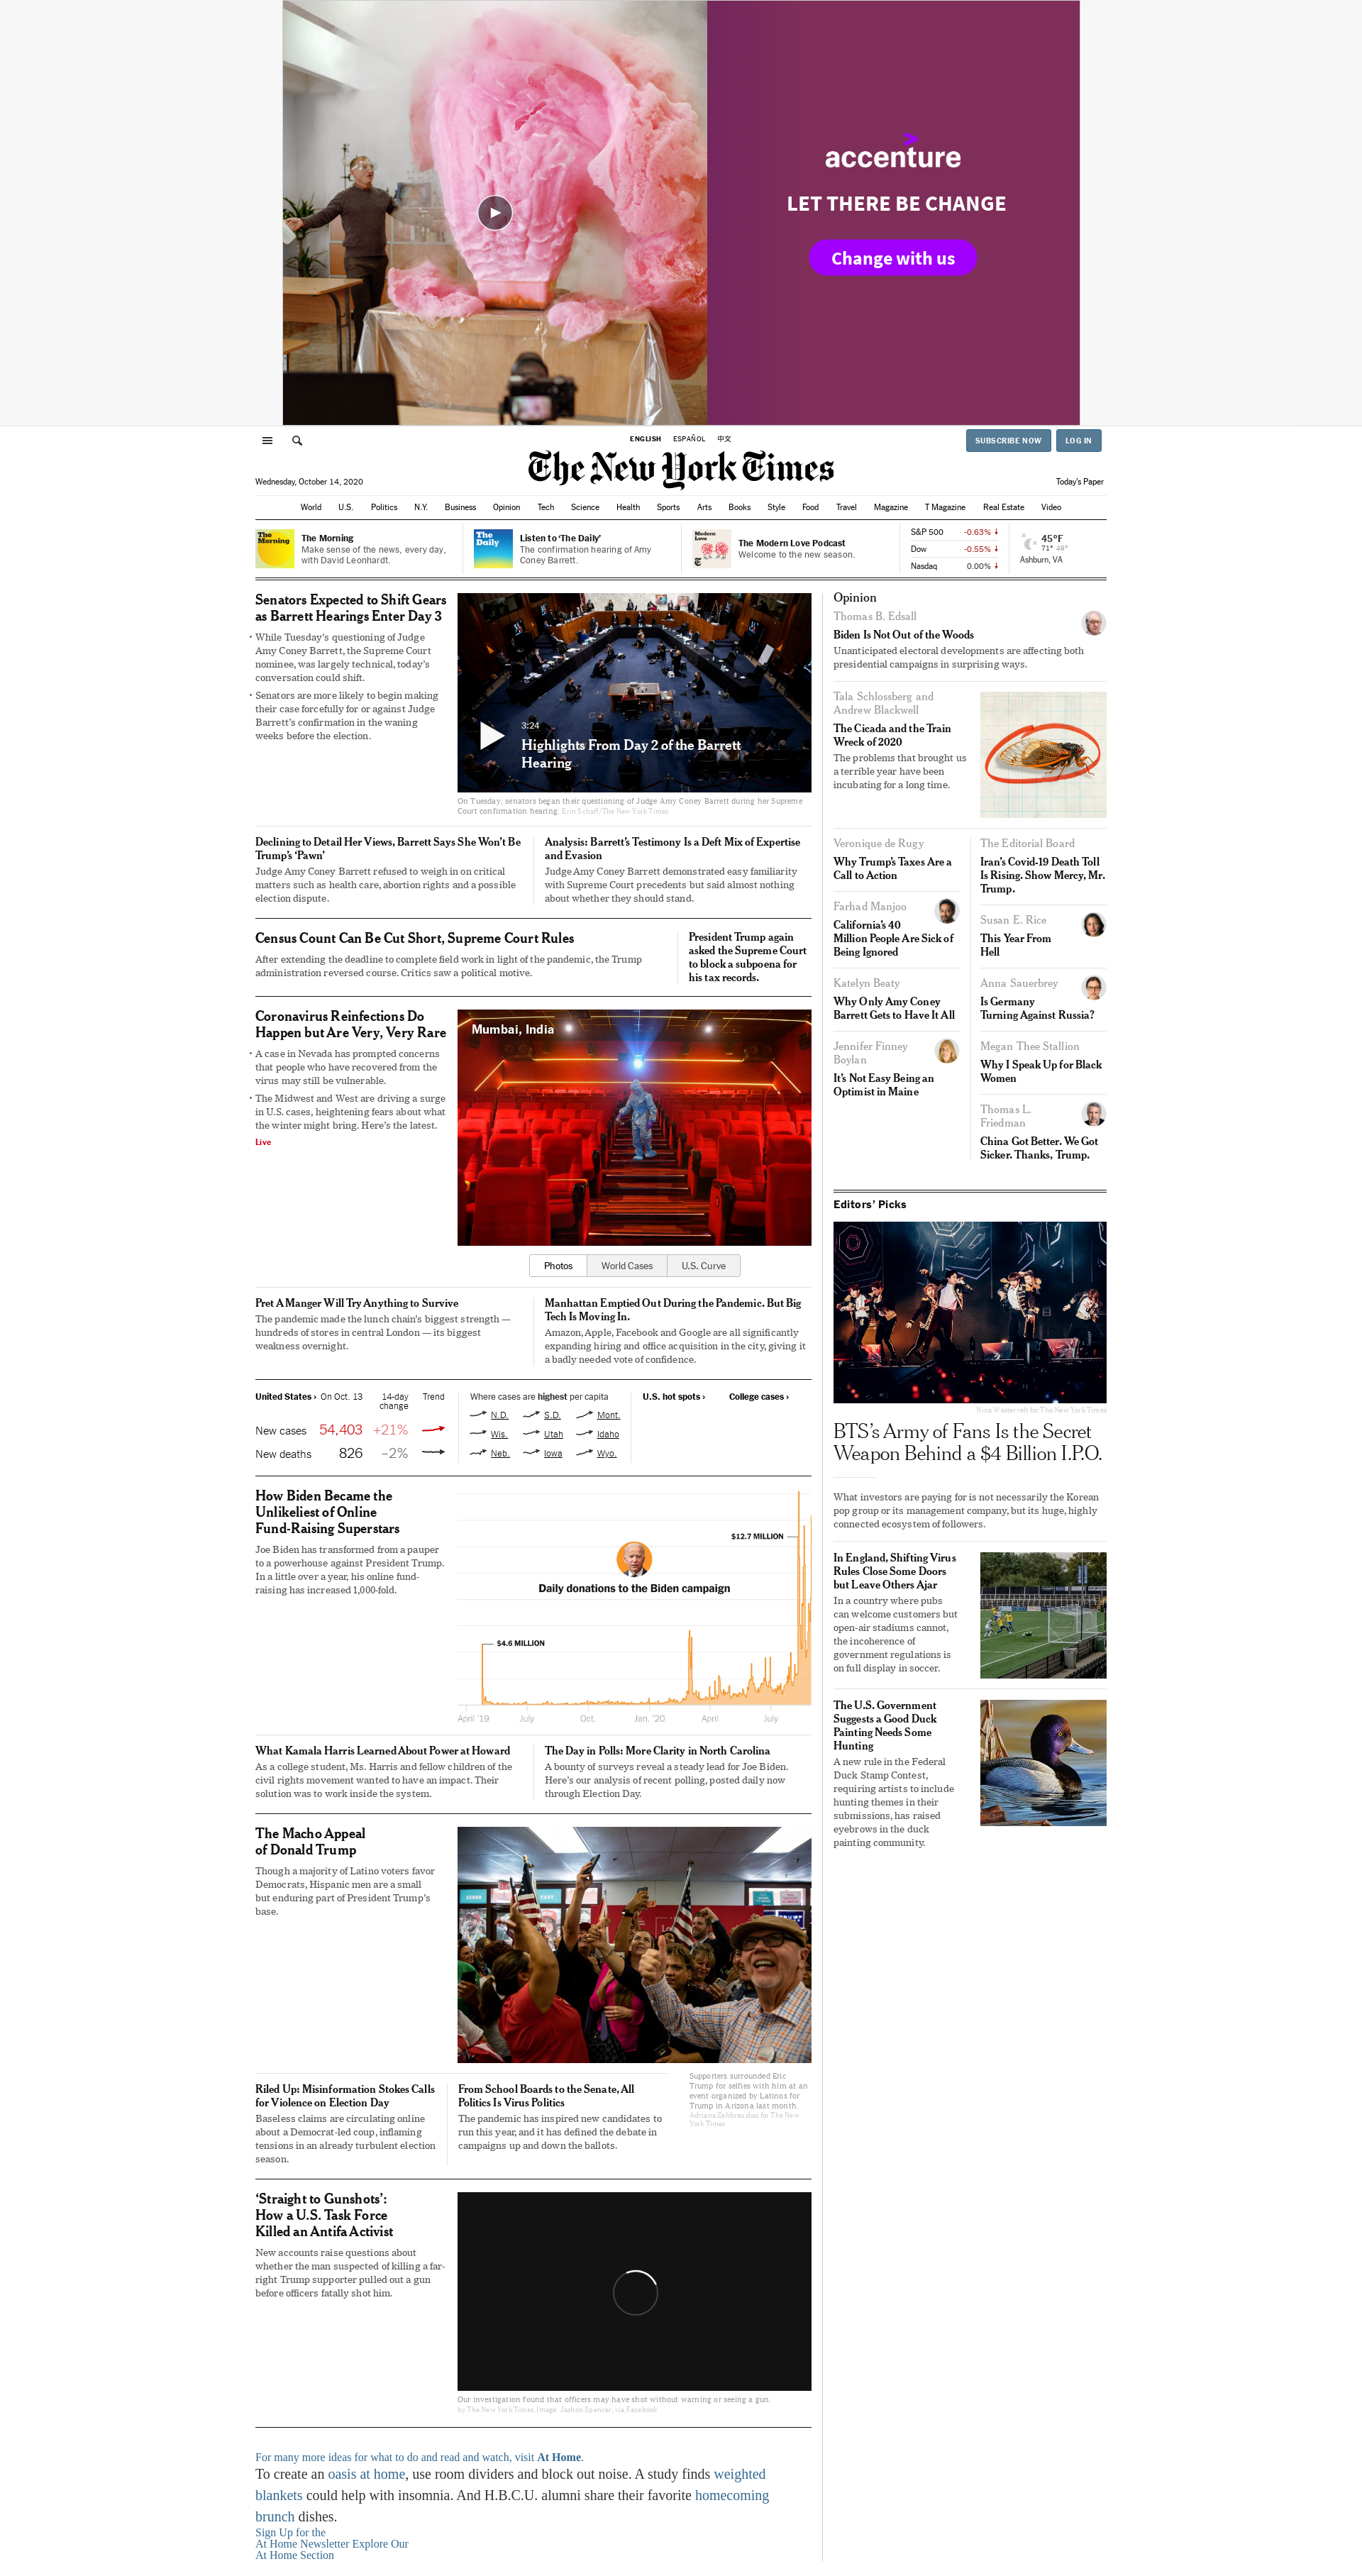 accenture
LET THERE BE CHANGE
Change with us
ENGLISH ESPAÑOL 中文
SUBSCRIBE NOW LOG IN
The New York Times
Wednesday, October 14, 2020
Today's Paper
World U.S. Politics N.Y. Business Opinion Tech Science Health Sports Arts Books Style Food Travel Magazine T Magazine Real Estate Video
The Morning
The Morning
Make sense of the news, every day,
with David Leonhardt.
The Daily
Listen to ‘The Daily’
The confirmation hearing of Amy
Coney Barrett.
Modern Love
The Modern Love Podcast
Welcome to the new season.
S&P 500 -0.63%
Dow -0.55%
Nasdaq 0.00%
45°F
71° 49°
Ashburn, VA
Senators Expected to Shift Gears
as Barrett Hearings Enter Day 3
• While Tuesday’s questioning of Judge
Amy Coney Barrett, the Supreme Court
nominee, was largely technical, today’s
conversation could shift.
• Senators are more likely to begin making
their case forcefully for or against Judge
Barrett’s confirmation in the waning
weeks before the election.
3:24
Highlights From Day 2 of the Barrett
Hearing
On Tuesday, senators began their questioning of Judge Amy Coney Barrett during her Supreme
Court confirmation hearing. Erin Schaff/The New York Times
Declining to Detail Her Views, Barrett Says She Won’t Be
Trump’s ‘Pawn’
Judge Amy Coney Barrett refused to weigh in on critical
matters such as health care, abortion rights and a possible
election dispute.
Analysis: Barrett’s Testimony Is a Deft Mix of Expertise
and Evasion
Judge Amy Coney Barrett demonstrated easy familiarity
with Supreme Court precedents but said almost nothing
about whether they should stand.
Census Count Can Be Cut Short, Supreme Court Rules
After extending the deadline to complete field work in light of the pandemic, the Trump
administration reversed course. Critics saw a political motive.
President Trump again
asked the Supreme Court
to block a subpoena for
his tax records.
Coronavirus Reinfections Do
Happen but Are Very, Very Rare
• A case in Nevada has prompted concerns
that people who have recovered from the
virus may still be vulnerable.
• The Midwest and West are driving a surge
in U.S. cases, heightening fears about what
the winter might bring. Here’s the latest.
Live
Mumbai, India
Photos World Cases U.S. Curve
Pret A Manger Will Try Anything to Survive
The pandemic made the lunch chain’s biggest strength —
hundreds of stores in central London — its biggest
weakness overnight.
Manhattan Emptied Out During the Pandemic. But Big
Tech Is Moving In.
Amazon, Apple, Facebook and Google are all significantly
expanding hiring and office acquisition in the city, giving it
a badly needed vote of confidence.
United States › On Oct. 13 14-day
change Trend
New cases 54,403 +21%
New deaths 826 –2%
Where cases are highest per capita
N.D. S.D. Mont.
Wis. Utah Idaho
Neb. Iowa Wyo.
U.S. hot spots › College cases ›
How Biden Became the
Unlikeliest of Online
Fund-Raising Superstars
Joe Biden has transformed from a pauper
to a powerhouse against President Trump.
In a little over a year, his online fund-
raising has increased 1,000-fold.
$12.7 MILLION
Daily donations to the Biden campaign
$4.6 MILLION
April ’19 July Oct. Jan. ’20 April July
What Kamala Harris Learned About Power at Howard
As a college student, Ms. Harris and fellow children of the
civil rights movement wanted to have an impact. Their
solution was to work inside the system.
The Day in Polls: More Clarity in North Carolina
A bounty of surveys reveal a steady lead for Joe Biden.
Here’s our analysis of recent polling, posted daily now
through Election Day.
The Macho Appeal
of Donald Trump
Though a majority of Latino voters favor
Democrats, Hispanic men are a small
but enduring part of President Trump’s
base.
Supporters surrounded Eric
Trump for selfies with him at an
event organized by Latinos for
Trump in Arizona last month.
Adriana Zehbrauskas for The New
York Times
Riled Up: Misinformation Stokes Calls
for Violence on Election Day
Baseless claims are circulating online
about a Democrat-led coup, inflaming
tensions in an already turbulent election
season.
From School Boards to the Senate, All
Politics Is Virus Politics
The pandemic has inspired new candidates to
run this year, and it has defined the debate in
campaigns up and down the ballots.
‘Straight to Gunshots’:
How a U.S. Task Force
Killed an Antifa Activist
New accounts raise questions about
whether the man suspected of killing a far-
right Trump supporter pulled out a gun
before officers fatally shot him.
Our investigation found that officers may have shot without warning or seeing a gun.
by The New York Times. Image: Jashon Spencer, via Facebook
For many more ideas for what to do and read and watch, visit At Home.
To create an oasis at home, use room dividers and block out noise. A study finds weighted
blankets could help with insomnia. And H.B.C.U. alumni share their favorite homecoming
brunch dishes.
Sign Up for the
At Home Newsletter Explore Our
At Home Section
Opinion
Thomas B. Edsall
Biden Is Not Out of the Woods
Unanticipated electoral developments are affecting both
presidential campaigns in surprising ways.
Tala Schlossberg and
Andrew Blackwell
The Cicada and the Train
Wreck of 2020
The problems that brought us
a terrible year have been
incubating for a long time.
Veronique de Rugy
Why Trump’s Taxes Are a
Call to Action
Farhad Manjoo
California’s 40
Million People Are Sick of
Being Ignored
Katelyn Beaty
Why Only Amy Coney
Barrett Gets to Have It All
Jennifer Finney
Boylan
It’s Not Easy Being an
Optimist in Maine
The Editorial Board
Iran’s Covid-19 Death Toll
Is Rising. Show Mercy, Mr.
Trump.
Susan E. Rice
This Year From
Hell
Anna Sauerbrey
Is Germany
Turning Against Russia?
Megan Thee Stallion
Why I Speak Up for Black
Women
Thomas L.
Friedman
China Got Better. We Got
Sicker. Thanks, Trump.
Editors’ Picks
Nina Westervelt for The New York Times
BTS’s Army of Fans Is the Secret
Weapon Behind a $4 Billion I.P.O.
What investors are paying for is not necessarily the Korean
pop group or its management company, but its huge, highly
connected ecosystem of followers.
In England, Shifting Virus
Rules Close Some Doors
but Leave Others Ajar
In a country where pubs
can welcome customers but
open-air stadiums cannot,
the incoherence of
government regulations is
on full display in soccer.
The U.S. Government
Suggests a Good Duck
Painting Needs Some
Hunting
A new rule in the Federal
Duck Stamp Contest,
requiring artists to include
hunting themes in their
submissions, has raised
eyebrows in the duck
painting community.